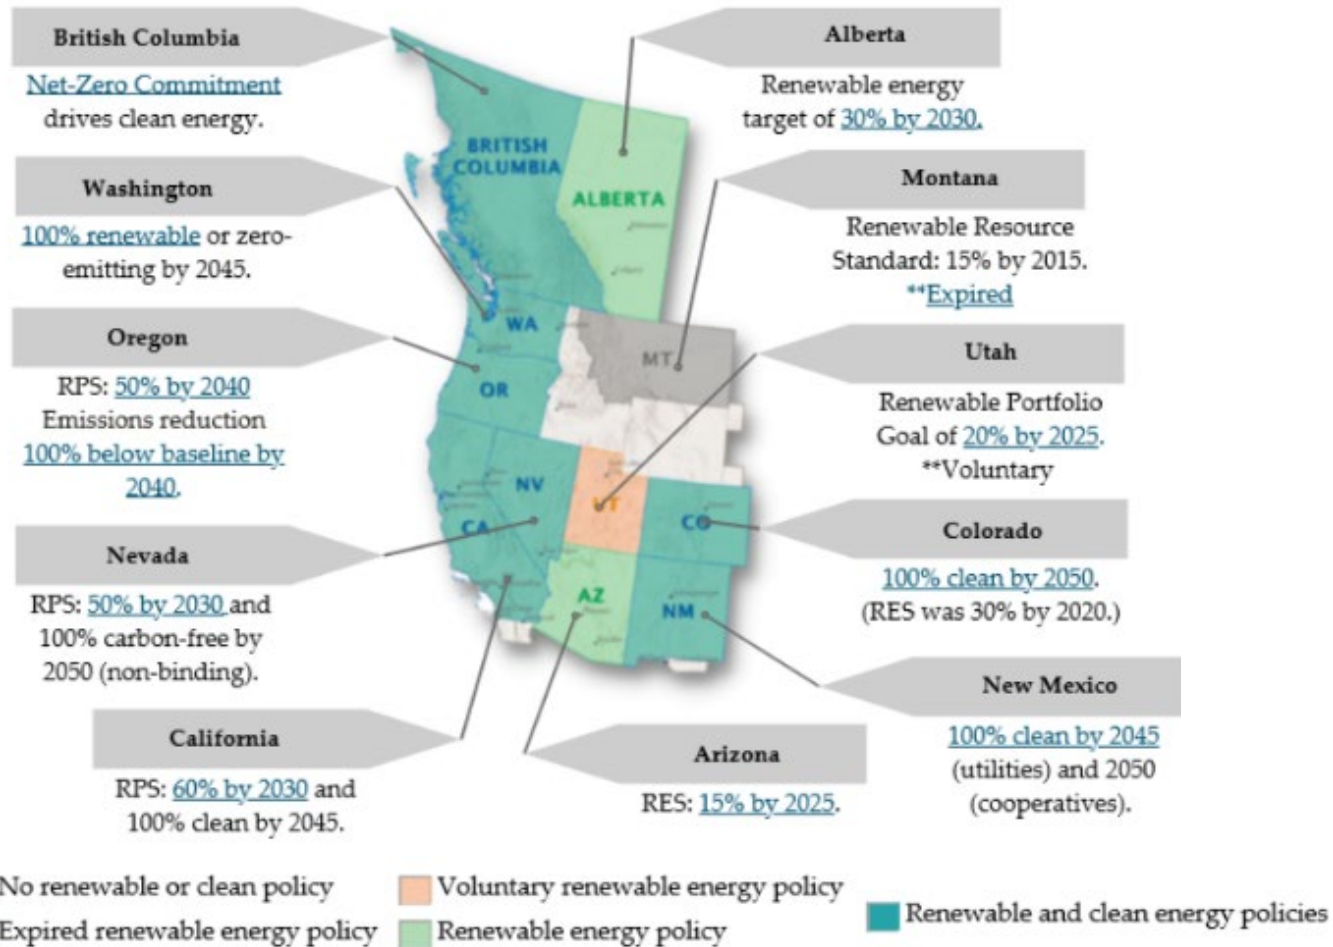 British Columbia
Net-Zero Commitment
drives clean energy.
Washington
100% renewable or zero-
emitting by 2045.
Oregon
RPS: 50% by 2040
Emissions reduction
100% below baseline by
2040.
Nevada
RPS: 50% by 2030 and
100% carbon-free by
2050 (non-binding).
California
RPS: 60% by 2030 and
100% clean by 2045.
BRITISH
COLUMBIA
ALBERTA
WA
MT
OR
NV
UT
CA
CO
AZ
NM
Alberta
Renewable energy
target of 30% by 2030.
Montana
Renewable Resource
Standard: 15% by 2015.
**Expired
Utah
Renewable Portfolio
Goal of 20% by 2025.
**Voluntary
Colorado
100% clean by 2050.
(RES was 30% by 2020.)
New Mexico
100% clean by 2045
(utilities) and 2050
(cooperatives).
Arizona
RES: 15% by 2025.
No renewable or clean policy
Expired renewable energy policy
Voluntary renewable energy policy
Renewable energy policy
Renewable and clean energy policies